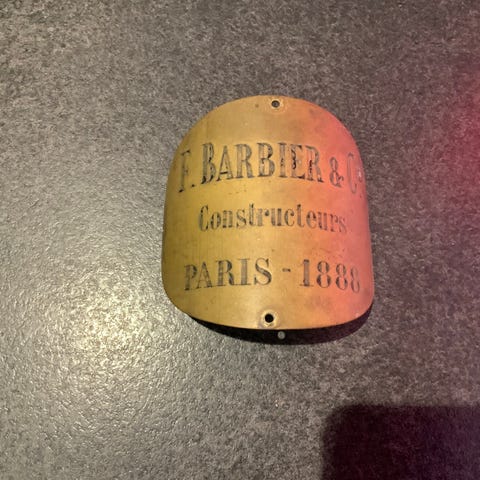 F. BARBIER & Cie
Constructeurs
PARIS - 1888